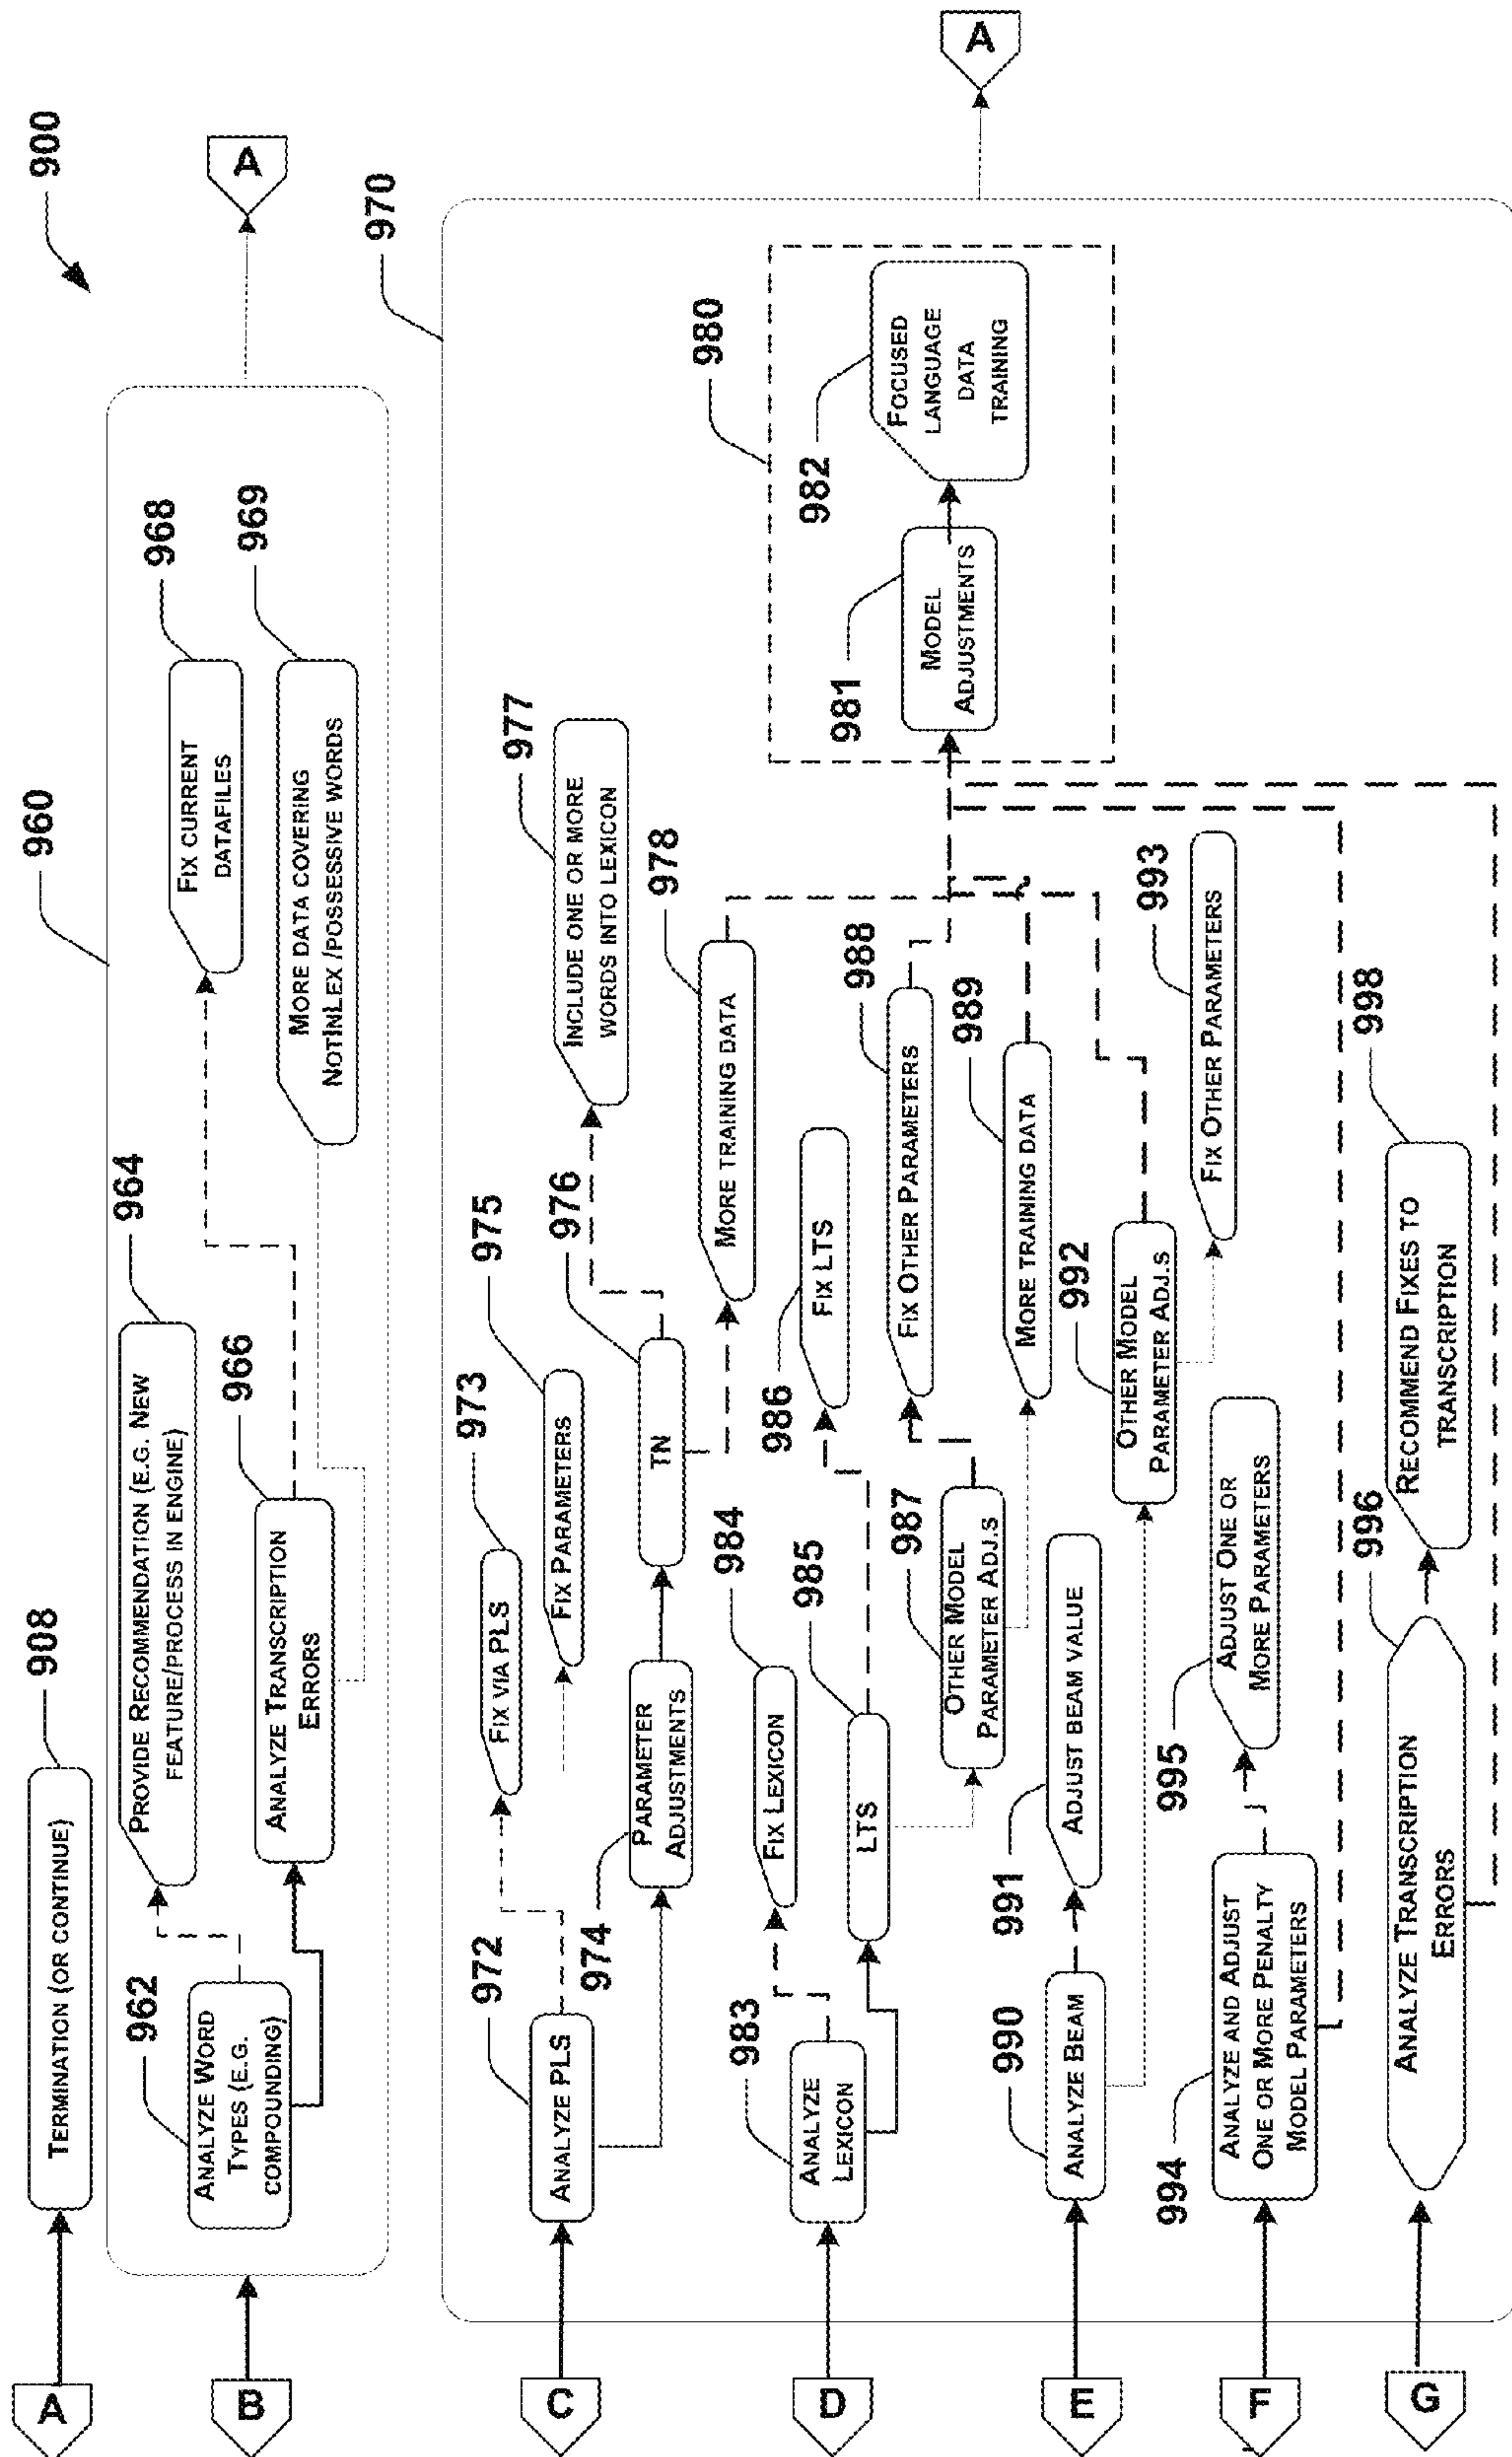 900
A
TERMINATION (OR CONTINUE)
908
960
B
962
ANALYZE WORD
TYPES (E.G.
COMPOUNDING)
PROVIDE RECOMMENDATION (E.G. NEW
FEATURE/PROCESS IN ENGINE)
964
ANALYZE TRANSCRIPTION
ERRORS
966
FIX CURRENT
DATAFILES
968
MORE DATA COVERING
NOTINLEX /POSSESSIVE WORDS
969
A
970
C
972
ANALYZE PLS
FIX VIA PLS
973
974
PARAMETER
ADJUSTMENTS
FIX PARAMETERS
975
TN
976
INCLUDE ONE OR MORE
WORDS INTO LEXICON
977
MORE TRAINING DATA
978
980
981
MODEL
ADJUSTMENTS
982
FOCUSED
LANGUAGE
DATA
TRAINING
A
D
983
ANALYZE
LEXICON
FIX LEXICON
984
LTS
985
986
FIX LTS
987
OTHER MODEL
PARAMETER ADJ.S
FIX OTHER PARAMETERS
988
MORE TRAINING DATA
989
E
990
ANALYZE BEAM
991
ADJUST BEAM VALUE
992
OTHER MODEL
PARAMETER ADJ.S
FIX OTHER PARAMETERS
993
F
994
ANALYZE AND ADJUST
ONE OR MORE PENALTY
MODEL PARAMETERS
995
ADJUST ONE OR
MORE PARAMETERS
G
ANALYZE TRANSCRIPTION
ERRORS
996
RECOMMEND FIXES TO
TRANSCRIPTION
998